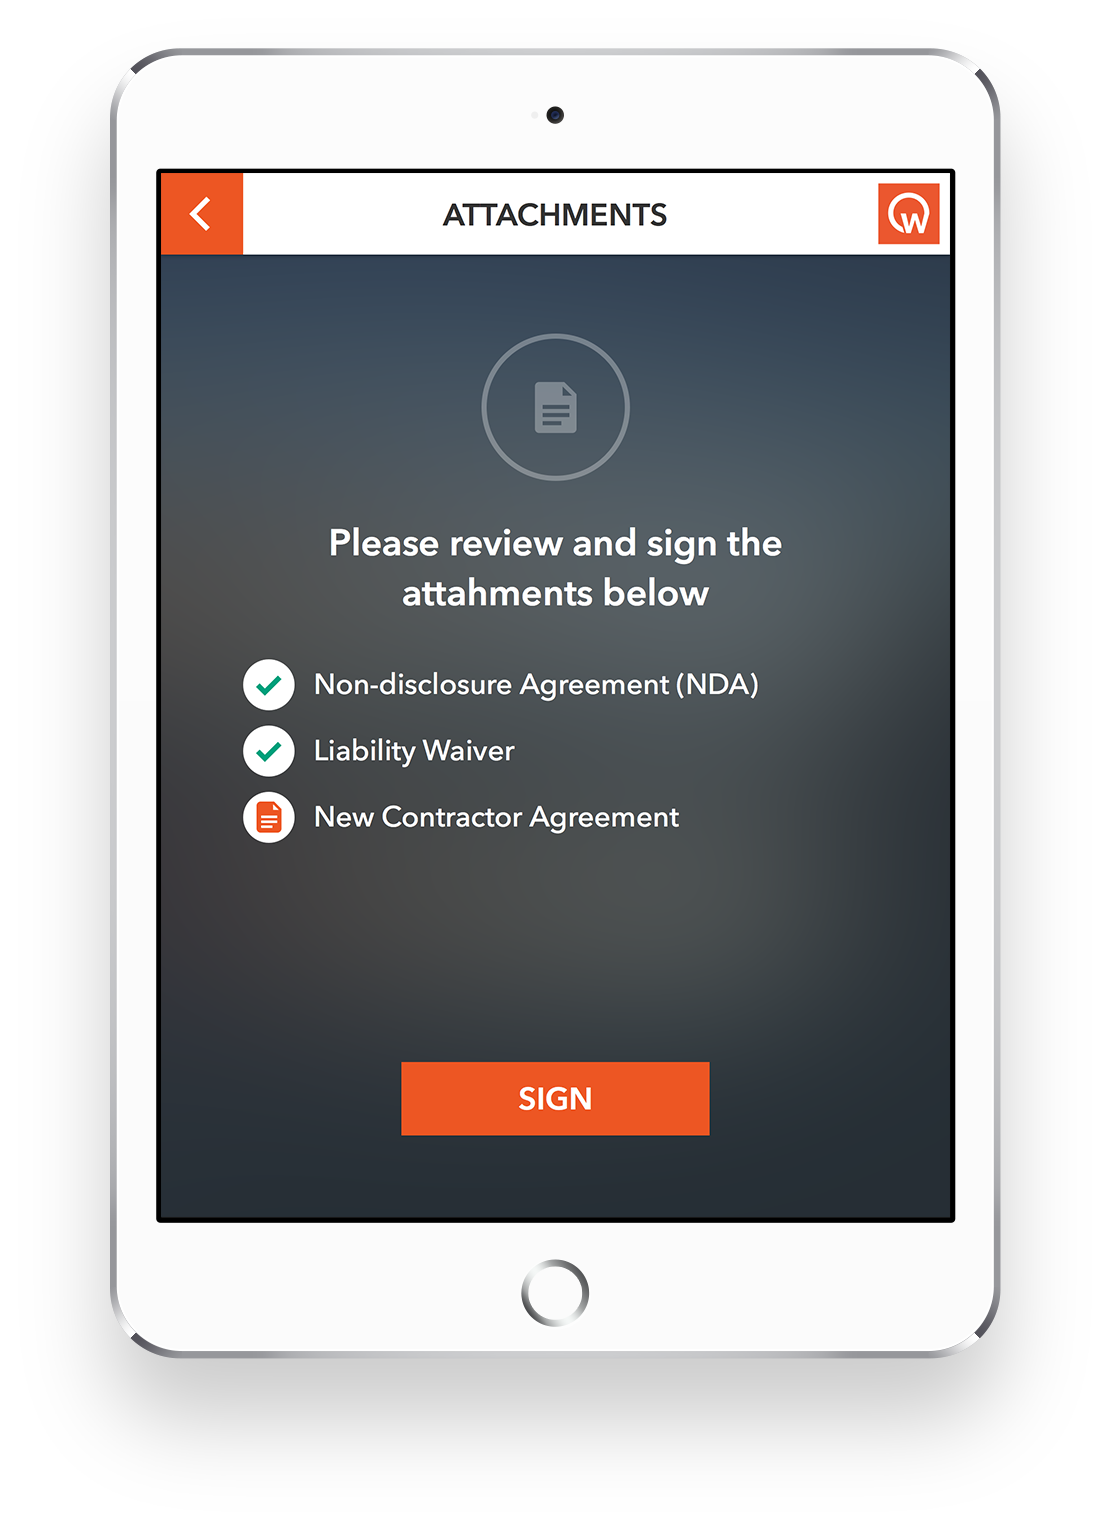 ATTACHMENTS
W
Please review and sign the
attahments below
Non-disclosure Agreement (NDA)
Liability Waiver
New Contractor Agreement
SIGN